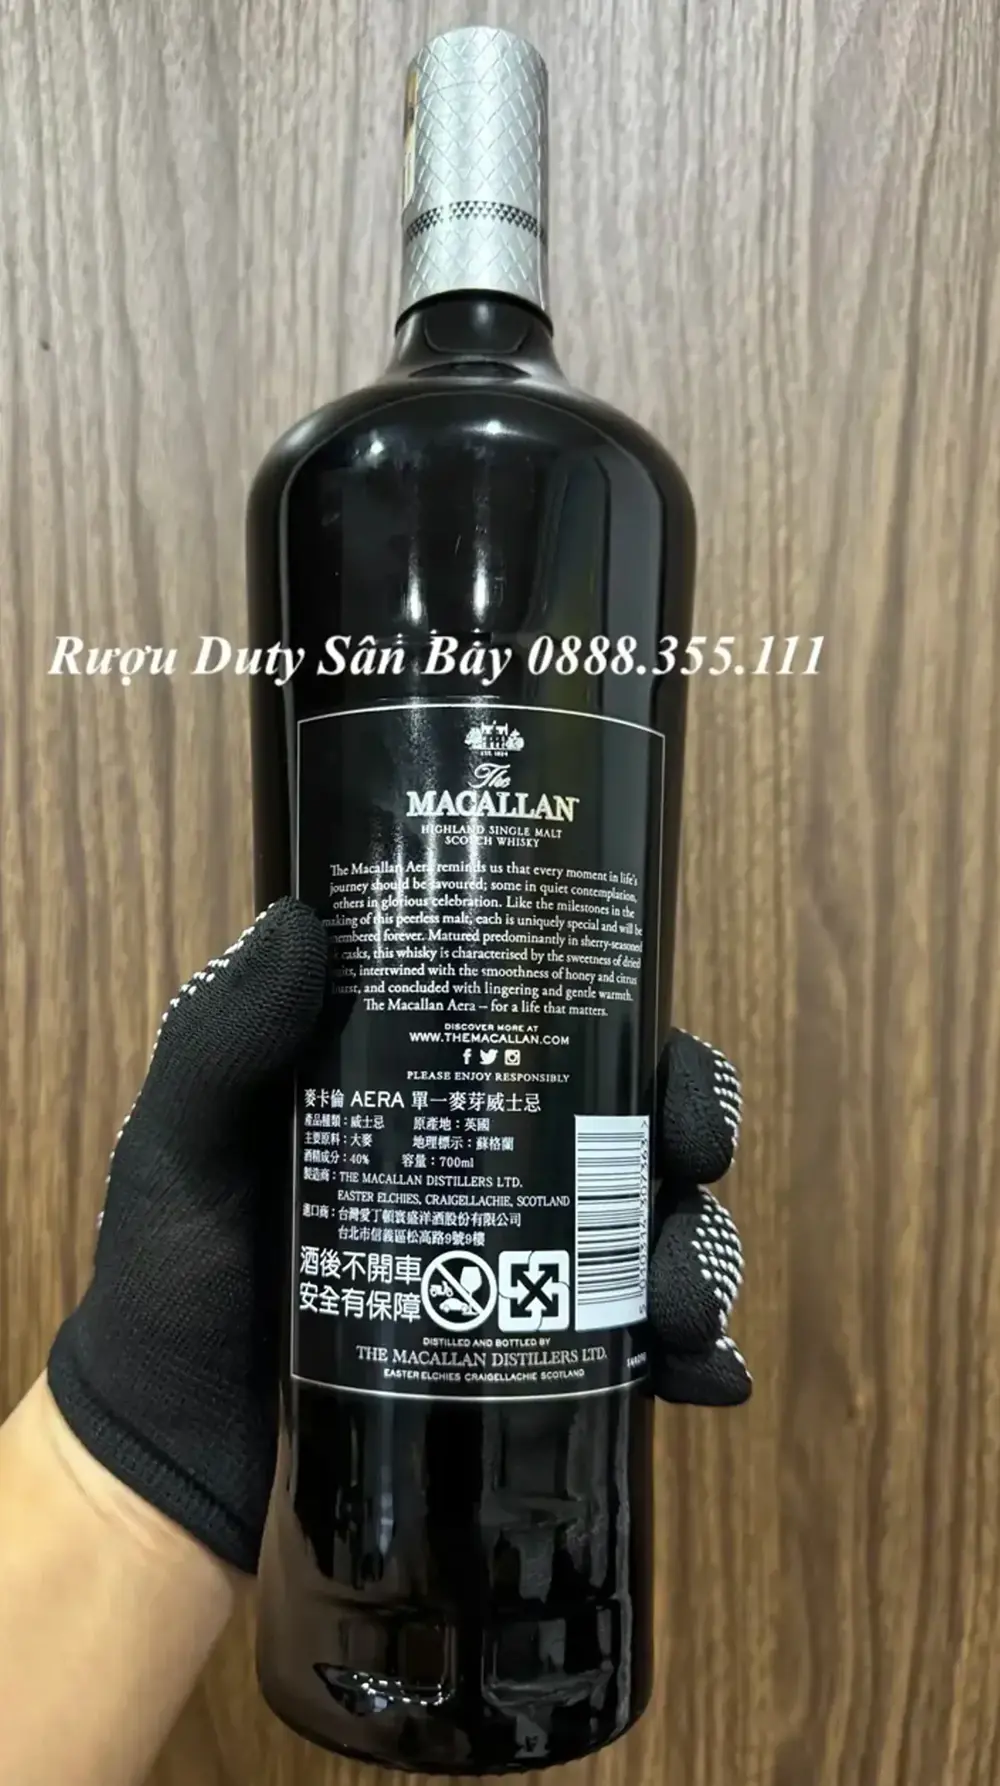 Rượu Duty Sân Bay 0888.355.111
EST. 1824
The
MACALLAN
HIGHLAND SINGLE MALT
SCOTCH WHISKY
The Macallan Aera reminds us that every moment in life's
journey should be savoured; some in quiet contemplation,
others in glorious celebration. Like the milestones in the
making of this peerless malt, each is uniquely special and will be
forever. Matured predominantly in sherry-seasoned
casks, this whisky is characterised by the sweetness of dried
intertwined with the smoothness of honey and citrus
and concluded with lingering and gentle warmth.
The Macallan Aera – for a life that matters.
DISCOVER MORE AT
WWW.THEMACALLAN.COM
PLEASE ENJOY RESPONSIBLY
麥卡倫 AERA 單一麥芽威士忌
產品種類：威士忌 原產地：英國
主要原料：大麥 地理標示：蘇格蘭
酒精成分：40% 容量：700ml
製造商：THE MACALLAN DISTILLERS LTD.
EASTER ELCHIES, CRAIGELLACHIE, SCOTLAND
進口商：台灣愛丁頓寰盛洋酒股份有限公司
台北市信義區松高路9號9樓
酒後不開車
安全有保障
DISTILLED AND BOTTLED BY
THE MACALLAN DISTILLERS LTD.
EASTER ELCHIES CRAIGELLACHIE SCOTLAND